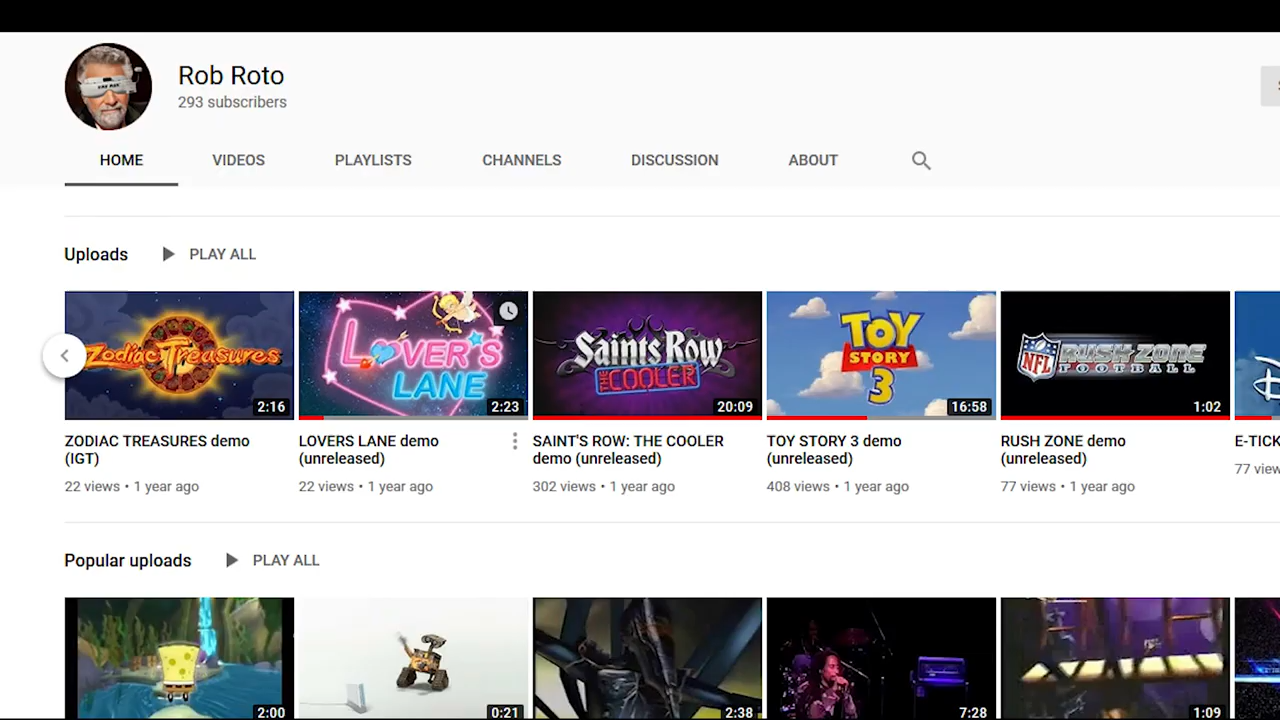 Rob Roto
293 subscribers
HOME VIDEOS PLAYLISTS CHANNELS DISCUSSION ABOUT
Uploads PLAY ALL
Zodiac Treasures
2:16
LOVER'S
LANE
2:23
Saints Row
THE COOLER
20:09
TOY
STORY
3
16:58
NFL
RUSH ZONE
FOOTBALL
1:02
ZODIAC TREASURES demo
(IGT)
22 views • 1 year ago
LOVERS LANE demo
(unreleased)
22 views • 1 year ago
SAINT'S ROW: THE COOLER
demo (unreleased)
302 views • 1 year ago
TOY STORY 3 demo
(unreleased)
408 views • 1 year ago
RUSH ZONE demo
(unreleased)
77 views • 1 year ago
E-TICK
77 views
Popular uploads PLAY ALL
2:00
0:21
2:38
7:28
1:09